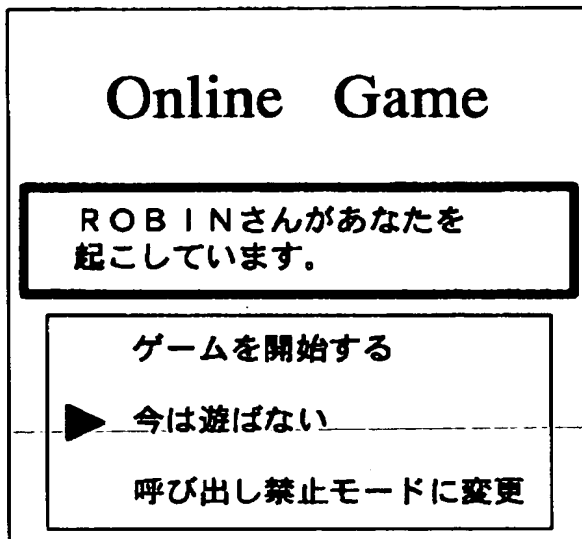 Online Game
ROBINさんがあなたを
起こしています。
ゲームを開始する
今は遊ばない
呼び出し禁止モードに変更